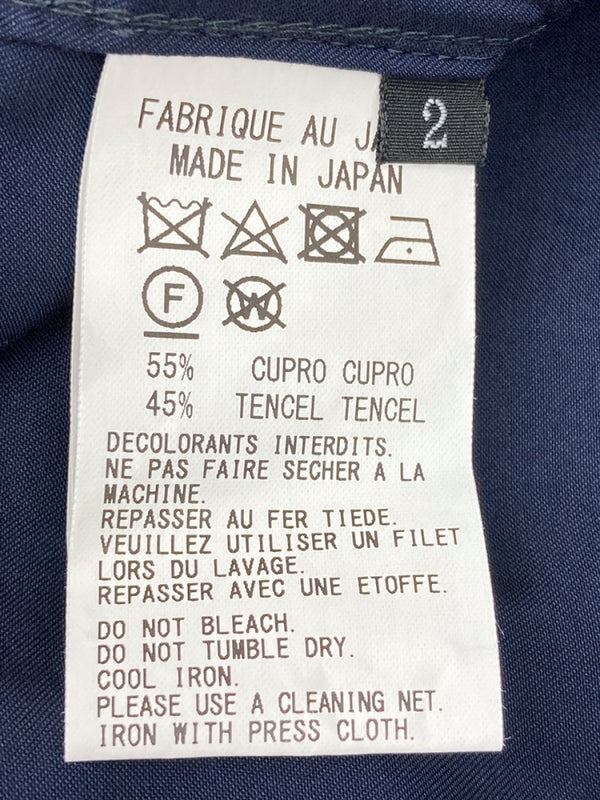 2
FABRIQUE AU
MADE IN JAPAN
F
W
55% CUPRO CUPRO
45% TENCEL TENCEL
DECOLORANTS INTERDITS.
NE PAS FAIRE SECHER A LA
MACHINE.
REPASSER AU FER TIEDE.
VEUILLEZ UTILISER UN FILET
LORS DU LAVAGE.
REPASSER AVEC UNE ETOFFE.
DO NOT BLEACH.
DO NOT TUMBLE DRY.
COOL IRON.
PLEASE USE A CLEANING NET.
IRON WITH PRESS CLOTH.